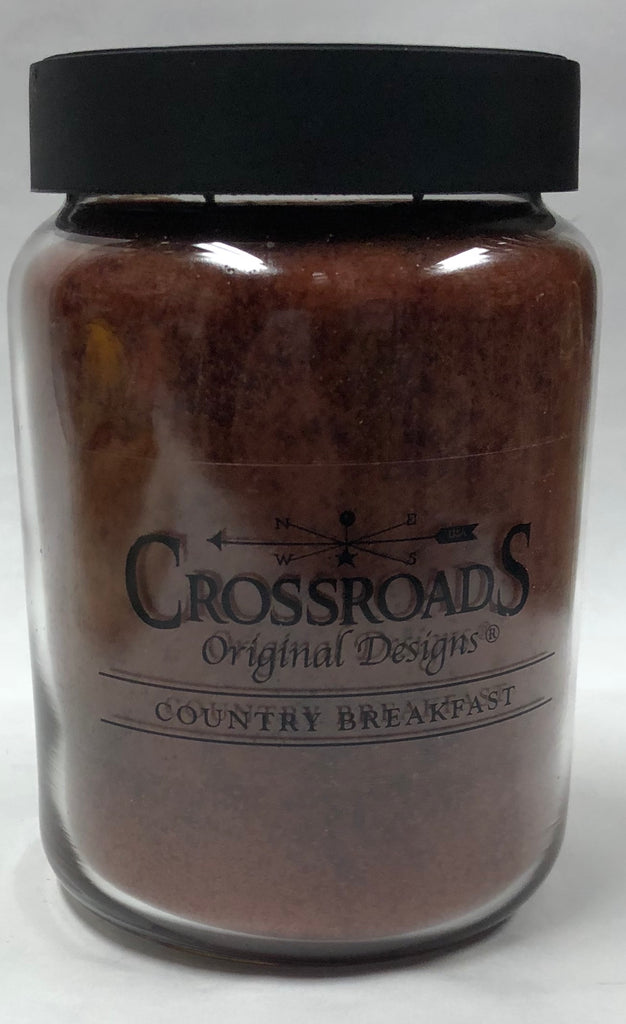 N E
W S
CROSSROADS
Original Designs®
COUNTRY BREAKFAST